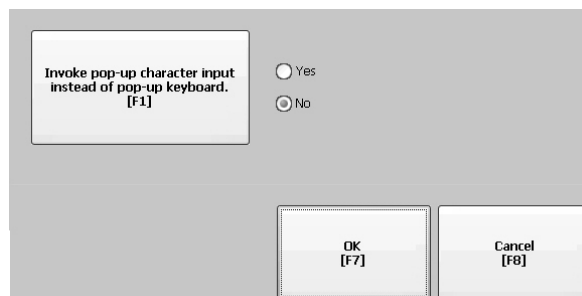 Invoke pop-up character input
instead of pop-up keyboard.
[F1]
Yes
No
OK
[F7]
Cancel
[F8]